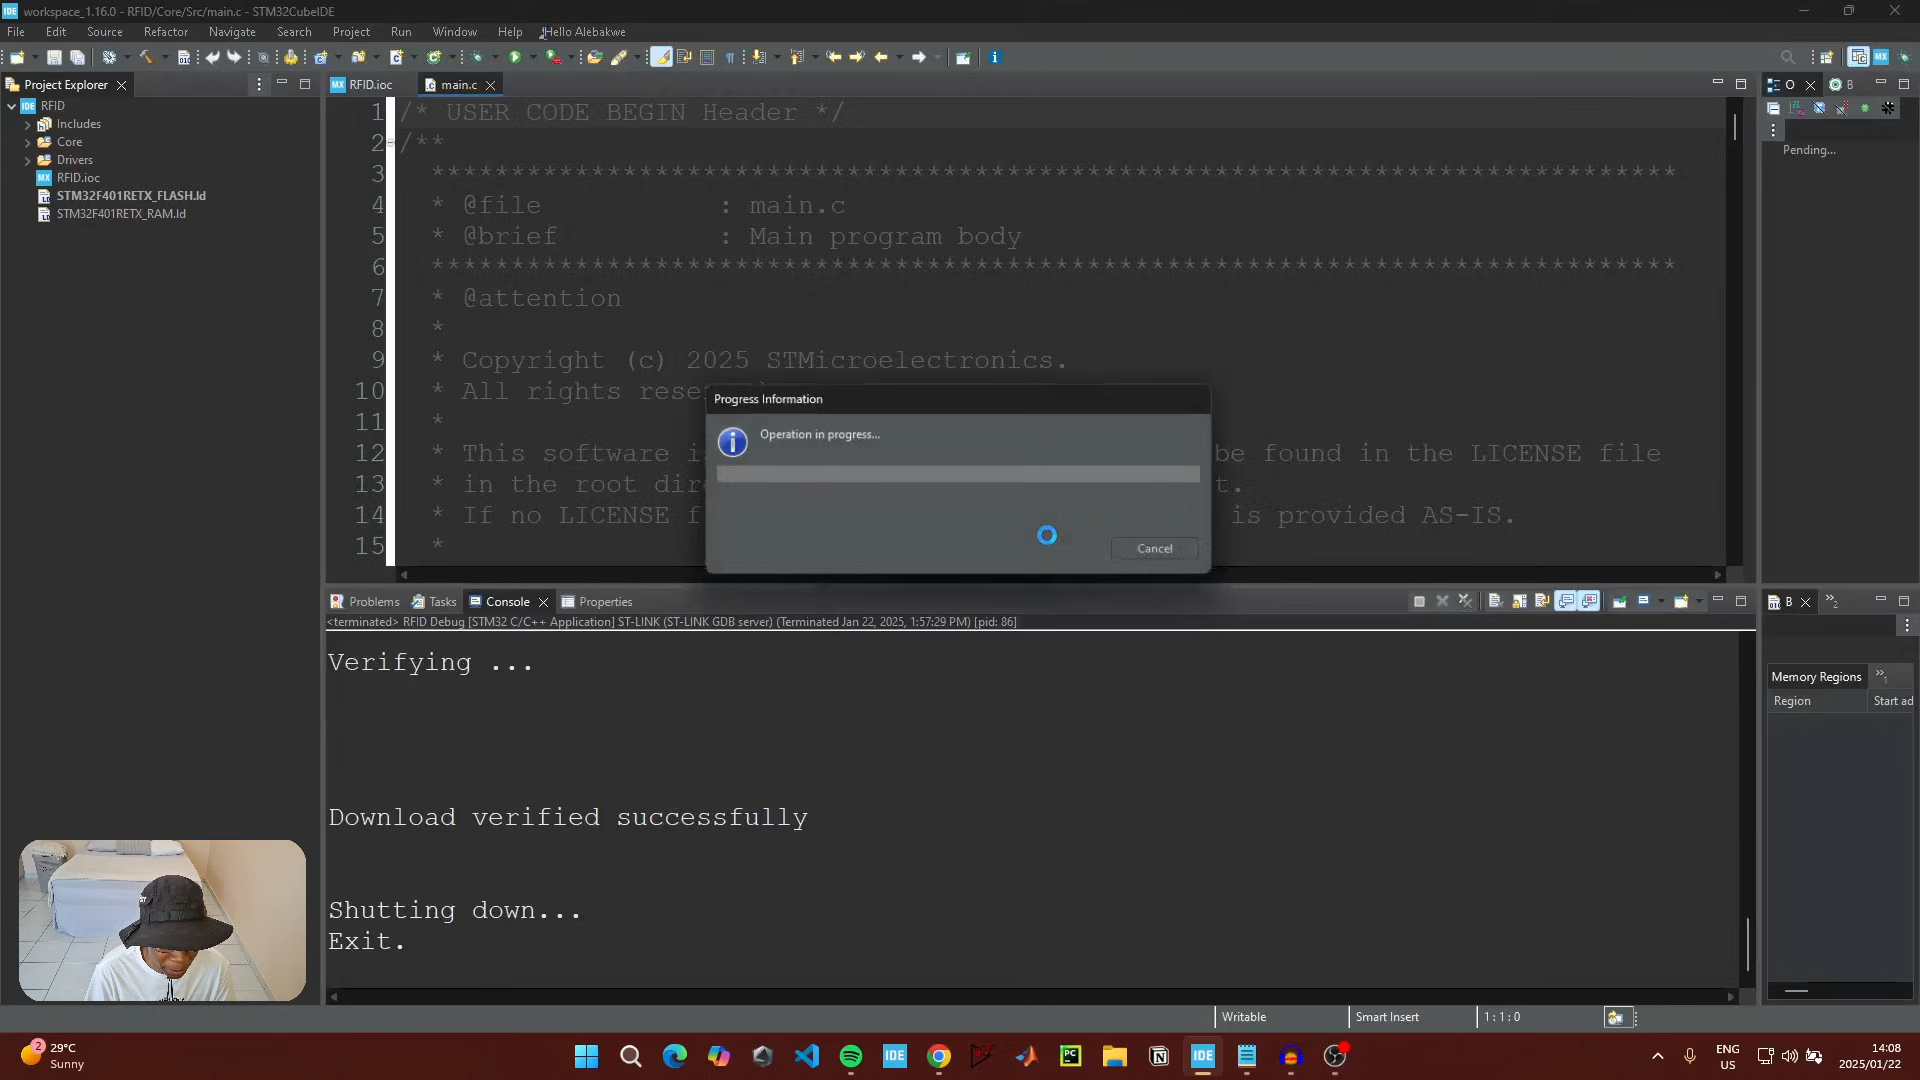 workspace_1.16.0 - RFID/Core/Src/main.c - STM32CubeIDE
File Edit Source Refactor Navigate Search Project Run Window Help Hello Alebakwe
Project Explorer
RFID
Includes
Core
Drivers
RFID.ioc
STM32F401RETX_FLASH.ld
STM32F401RETX_RAM.ld
RFID.ioc main.c
1 /* USER CODE BEGIN Header */
2 /**
3 ******************************************************************************
4 * @file : main.c
5 * @brief : Main program body
6 ******************************************************************************
7 * @attention
8 *
9 * Copyright (c) 2025 STMicroelectronics.
10 * All rights reser
11 *
12 * This software i be found in the LICENSE file
13 * in the root dir t.
14 * If no LICENSE f is provided AS-IS.
15 *
Progress Information
Operation in progress...
Cancel
O B
Pending...
Problems Tasks Console Properties
<terminated> RFID Debug [STM32 C/C++ Application] ST-LINK (ST-LINK GDB server) (Terminated Jan 22, 2025, 1:57:29 PM) [pid: 86]
Verifying ...
Download verified successfully
Shutting down...
Exit.
B
Memory Regions
Region Start ad
Writable Smart Insert 1 : 1 : 0
2
29°C
Sunny
IDE
PC
IDE
ENG
US
14:08
2025/01/22